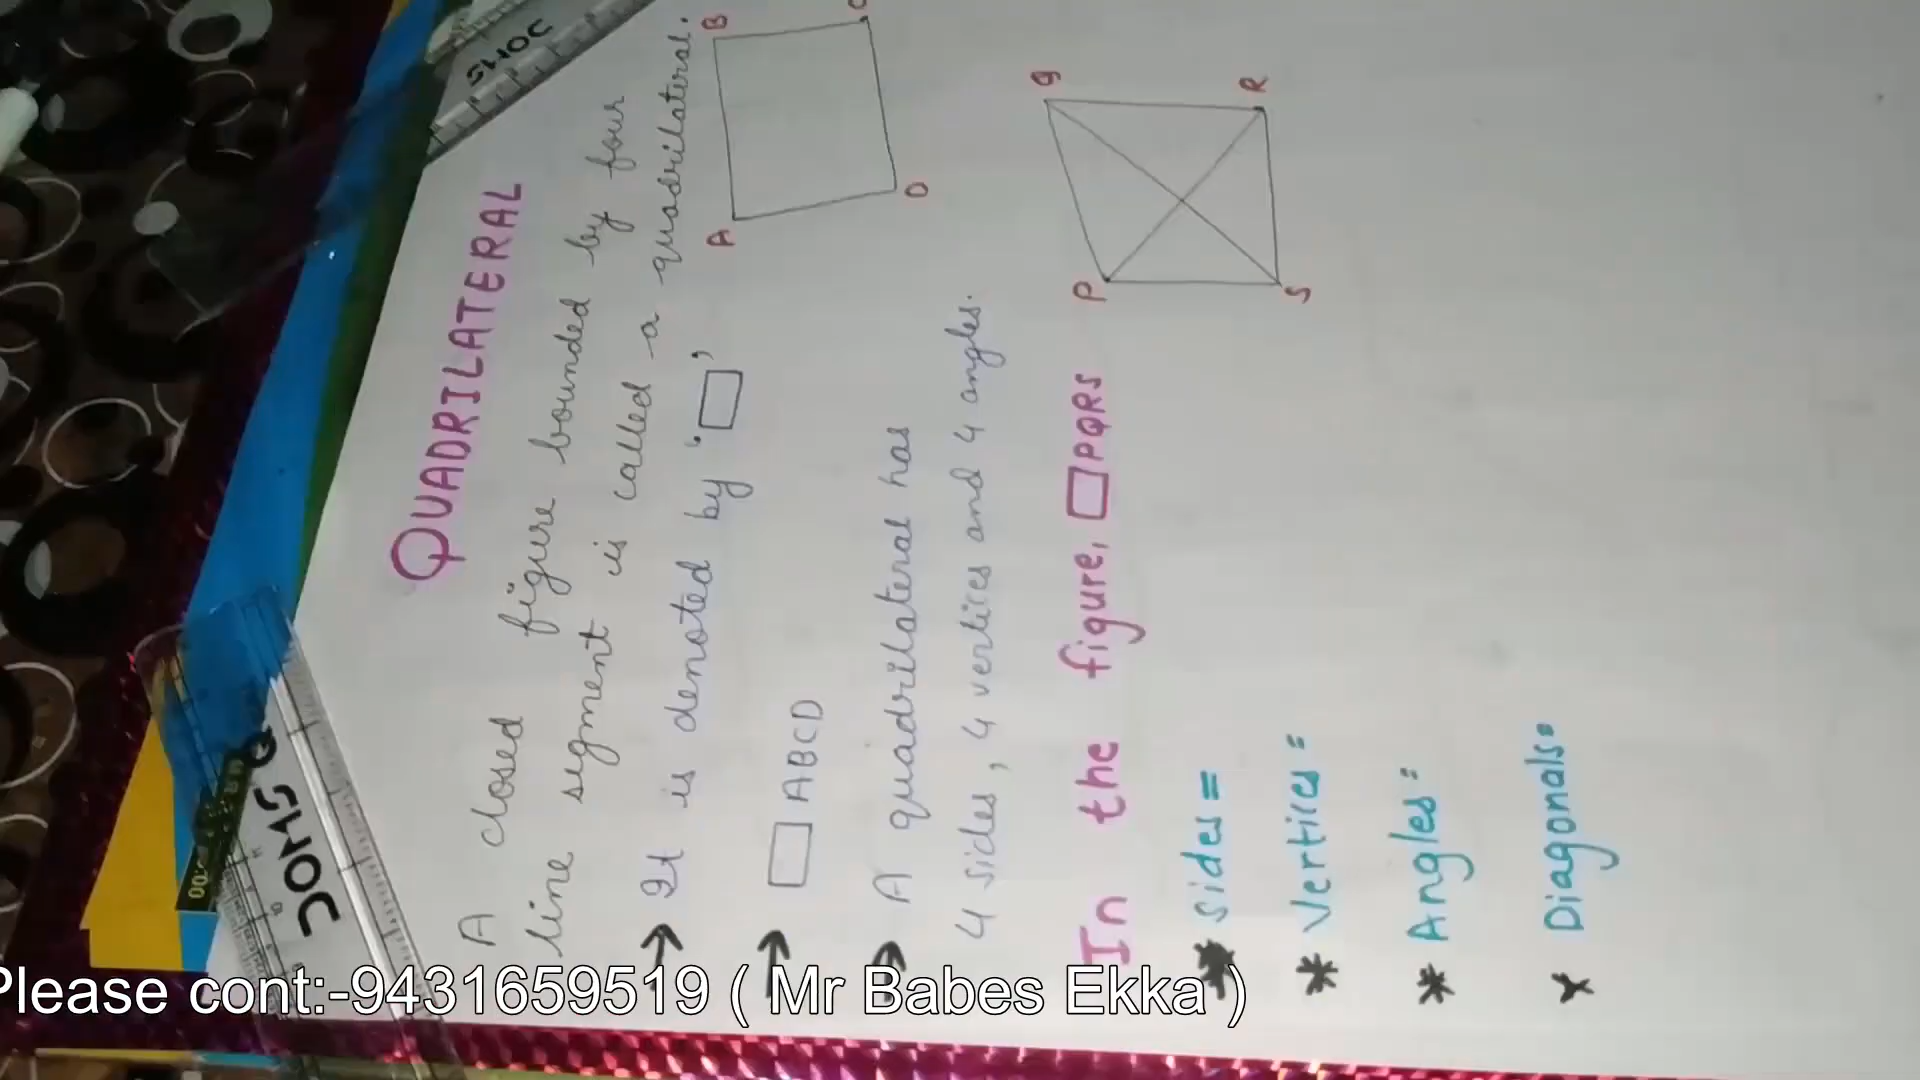 QUADRILATERAL
A closed figure bounded by four
line segment is called a quadrilateral.
→ It is denoted by '▭'
→ ▭ ABCD
→ A quadrilateral has
4 sides, 4 vertices and 4 angles.
In the figure, ▭PQRS
* Sides =
* Vertices =
* Angles =
* Diagonals =
A
B
C
D
P
Q
R
S
DOMS
DOMS
Please cont:-9431659519 ( Mr Babes Ekka )